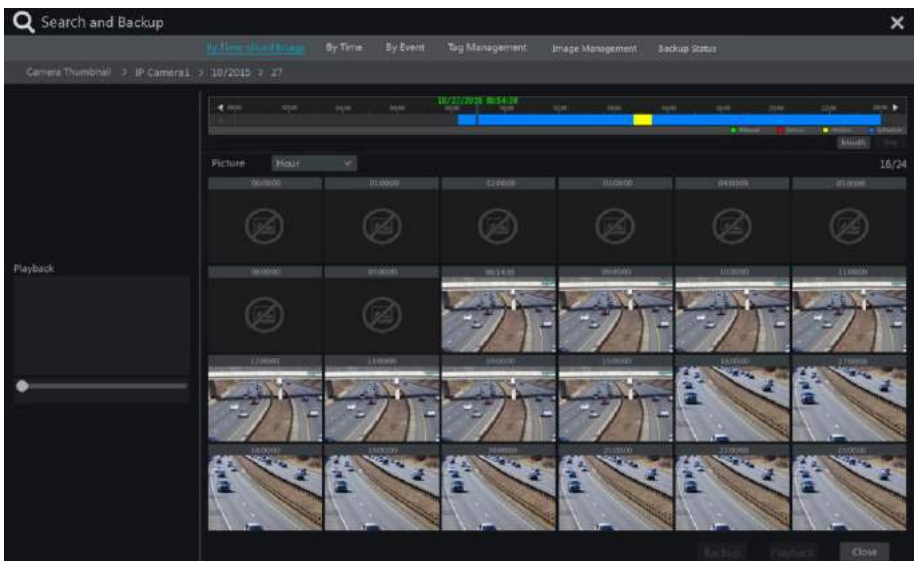 Search and Backup
By Time-sliced Image By Time By Event Tag Management Image Management Backup Status
Camera Thumbnail > IP Camera1 > 10/2015 > 27
Month
Picture Hour 16/24
00:00:00 01:00:00 02:00:00 03:00:00 04:00:00 05:00:00
Playback
06:00:00 07:00:00 08:14:38 09:00:00 10:00:00 11:00:00
12:00:00 13:00:00 14:00:00 15:00:00 16:00:00 17:00:00
18:00:00 19:00:00 20:00:00 21:00:00 22:00:00 23:00:00
Backup Playback Close